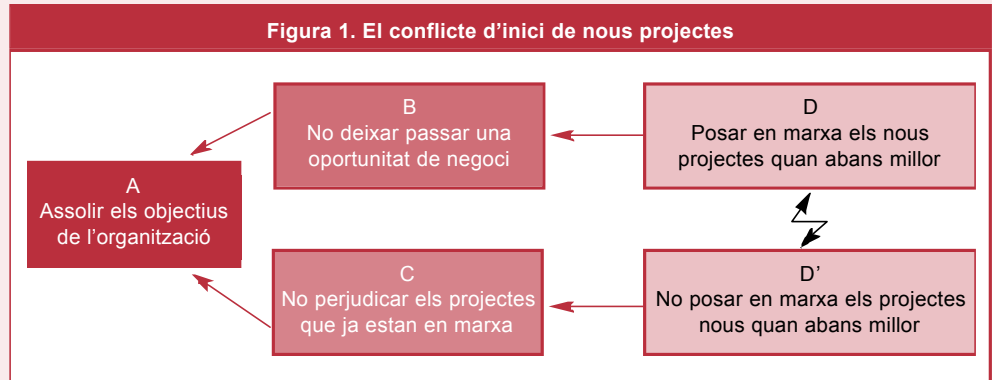 Figura 1. El conflicte d’inici de nous projectes
B
No deixar passar una
oportunitat de negoci
D
Posar en marxa els nous
projectes quan abans millor
A
Assolir els objectius
de l’organització
C
No perjudicar els projectes
que ja estan en marxa
D’
No posar en marxa els projectes
nous quan abans millor